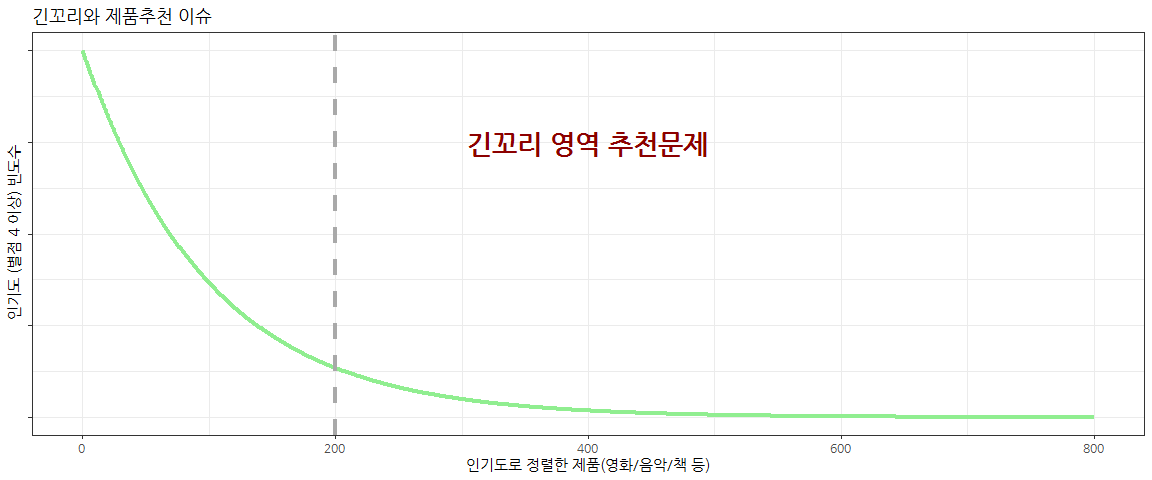 긴꼬리와 제품추천 이슈
인기도 (별점 4 이상) 빈도수
긴꼬리 영역 추천문제
0
200
400
600
800
인기도로 정렬한 제품(영화/음악/책 등)